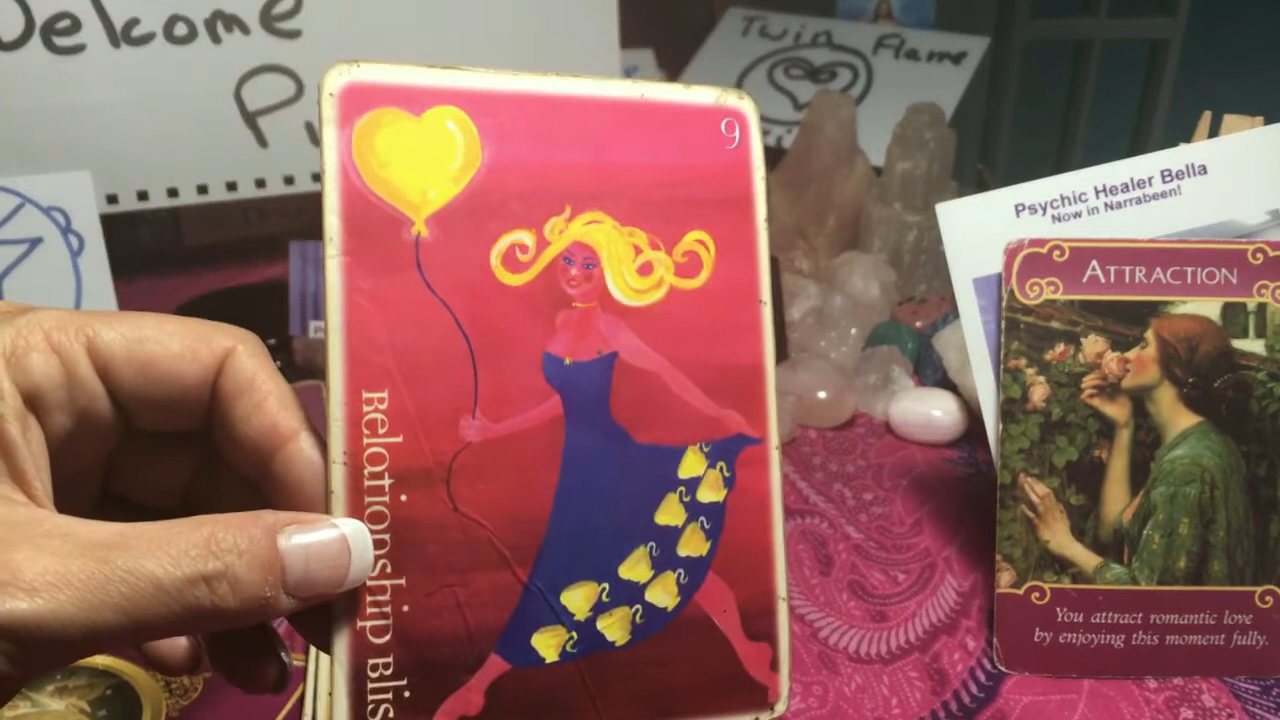 Welcome
Twin Flame
9
Psychic Healer Bella
Now in Narrabeen!
ATTRACTION
Relationship Blis
You attract romantic love
by enjoying this moment fully.